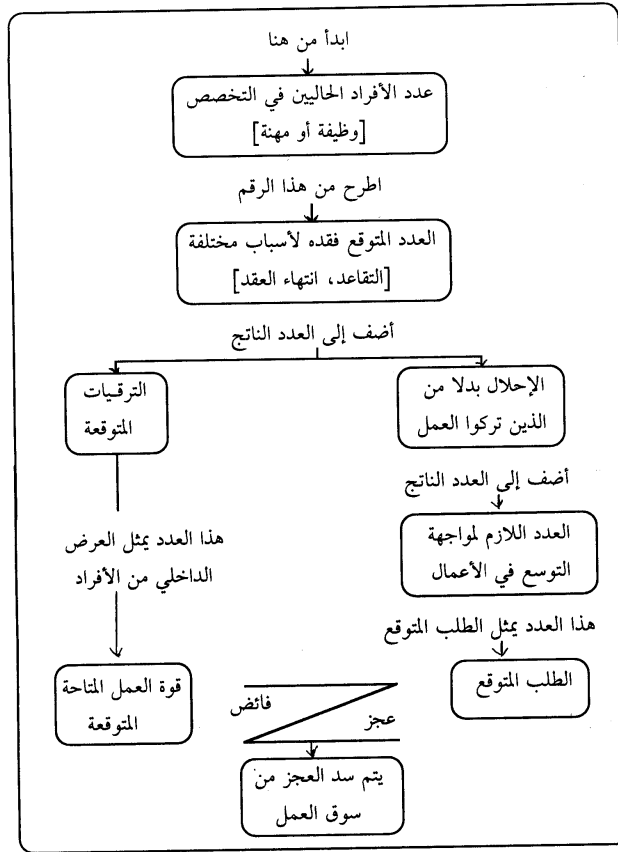 ابدأ من هنا
عدد الأفراد الحاليين في التخصص
[وظيفة أو مهنة]
اطرح من هذا الرقم
العدد المتوقع فقده لأسباب مختلفة
[التقاعد، انتهاء العقد]
أضف إلى العدد الناتج
الإحلال بدلا من
الذين تركوا العمل
الترقيات
المتوقعة
أضف إلى العدد الناتج
العدد اللازم لمواجهة
التوسع في الأعمال
هذا العدد يمثل العرض
الداخلي من الأفراد
هذا العدد يمثل الطلب المتوقع
الطلب المتوقع
قوة العمل المتاحة
المتوقعة
فائض
عجز
يتم سد العجز من
سوق العمل